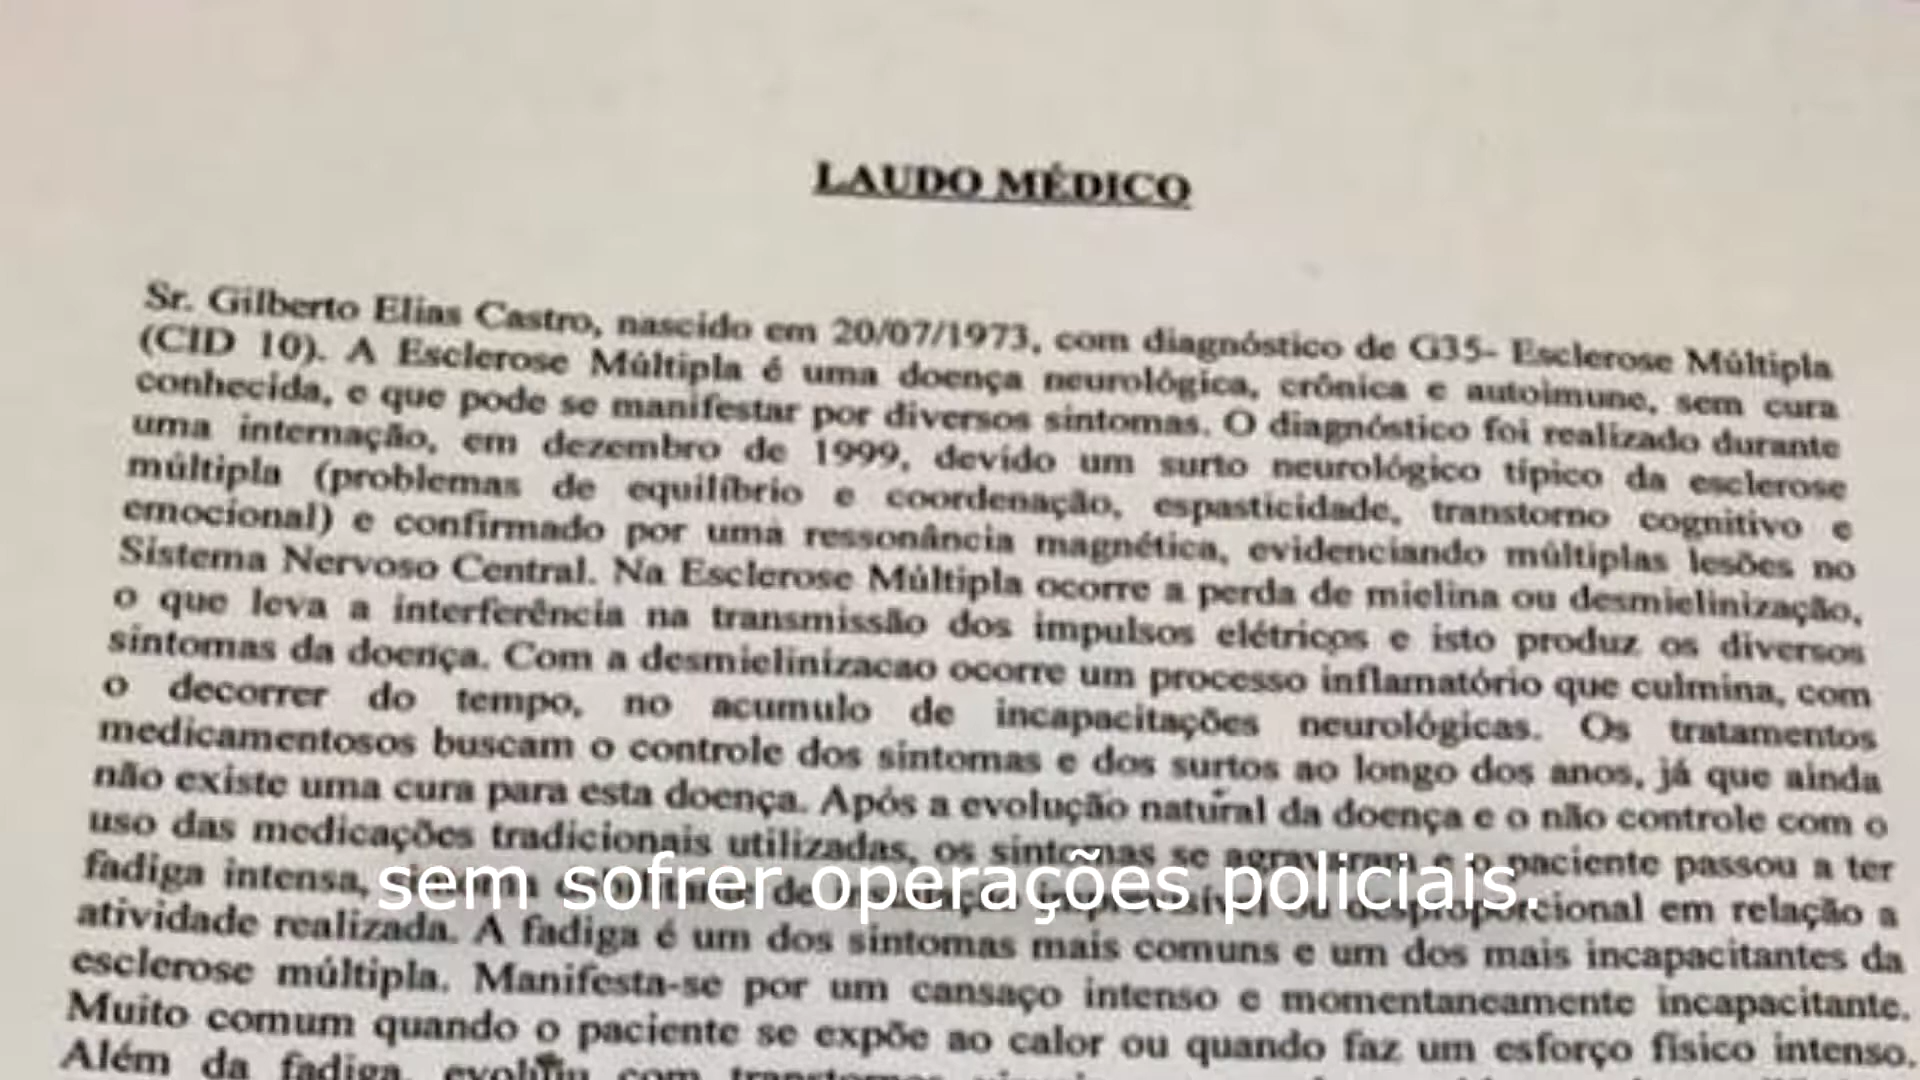 LAUDO MÉDICO
Sr. Gilberto Elias Castro, nascido em 20/07/1973, com diagnóstico de G35- Esclerose Múltipla
(CID 10). A Esclerose Múltipla é uma doença neurológica, crônica e autoimune, sem cura
conhecida, e que pode se manifestar por diversos sintomas. O diagnóstico foi realizado durante
uma internação, em dezembro de 1999, devido um surto neurológico típico da esclerose
múltipla (problemas de equilíbrio e coordenação, espasticidade, transtorno cognitivo e
emocional) e confirmado por uma ressonância magnética, evidenciando múltiplas lesões no
Sistema Nervoso Central. Na Esclerose Múltipla ocorre a perda de mielina ou desmielinização,
o que leva a interferência na transmissão dos impulsos elétricos e isto produz os diversos
sintomas da doença. Com a desmielinizacao ocorre um processo inflamatório que culmina, com
o decorrer do tempo, no acumulo de incapacitações neurológicas. Os tratamentos
medicamentosos buscam o controle dos sintomas e dos surtos ao longo dos anos, já que ainda
não existe uma cura para esta doença. Após a evolução natural da doença e o não controle com o
uso das medicações tradicionais utilizadas, os sintomas se agravaram e o paciente passou a ter
fadiga intensa, de ou desproporcional em relação a
sem sofrer operações policiais.
atividade realizada. A fadiga é um dos sintomas mais comuns e um dos mais incapacitantes da
esclerose múltipla. Manifesta-se por um cansaço intenso e momentaneamente incapacitante.
Muito comum quando o paciente se expõe ao calor ou quando faz um esforço físico intenso.
Além da fadiga, evoluiu com transtornos